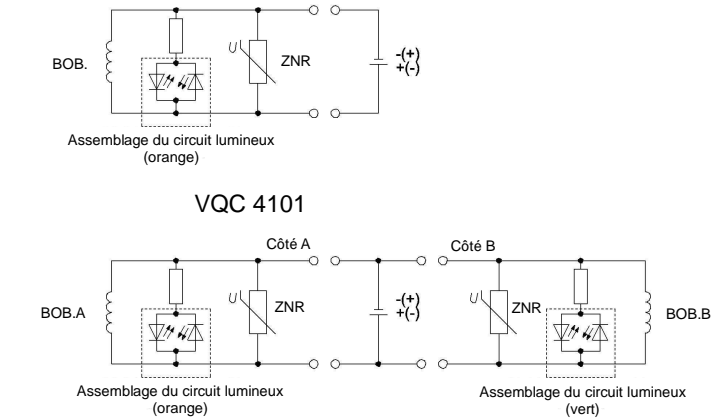 BOB.
U
ZNR
-(+)
+(-)
Assemblage du circuit lumineux
(orange)
VQC 4101
Côté A
Côté B
BOB.A
U
ZNR
-(+)
+(-)
U
ZNR
BOB.B
Assemblage du circuit lumineux
(orange)
Assemblage du circuit lumineux
(vert)